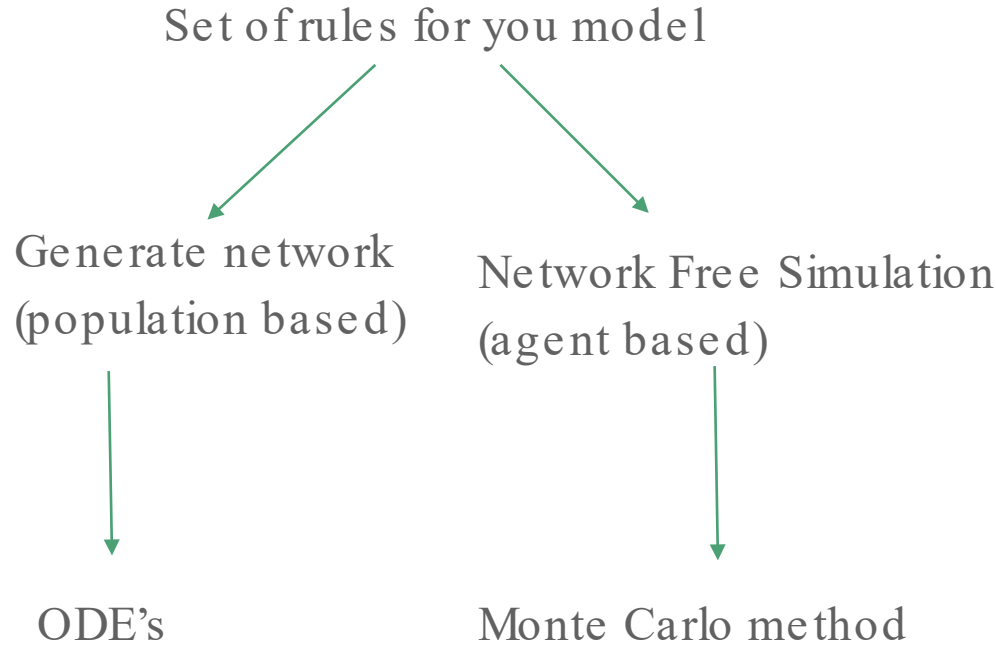 Set of rules for you model
Generate network
(population based)
Network Free Simulation
(agent based)
ODE’s
Monte Carlo method